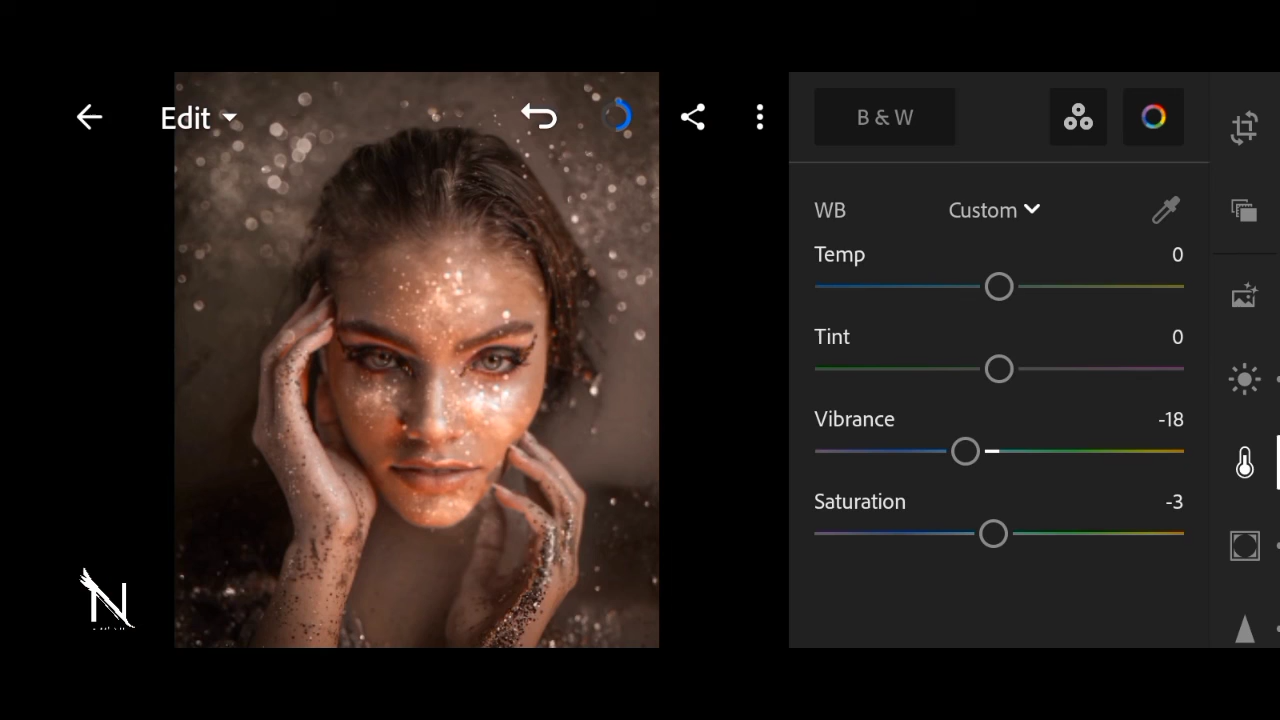 Edit
B & W
WB
Custom
Temp
0
Tint
0
Vibrance
-18
Saturation
-3
N